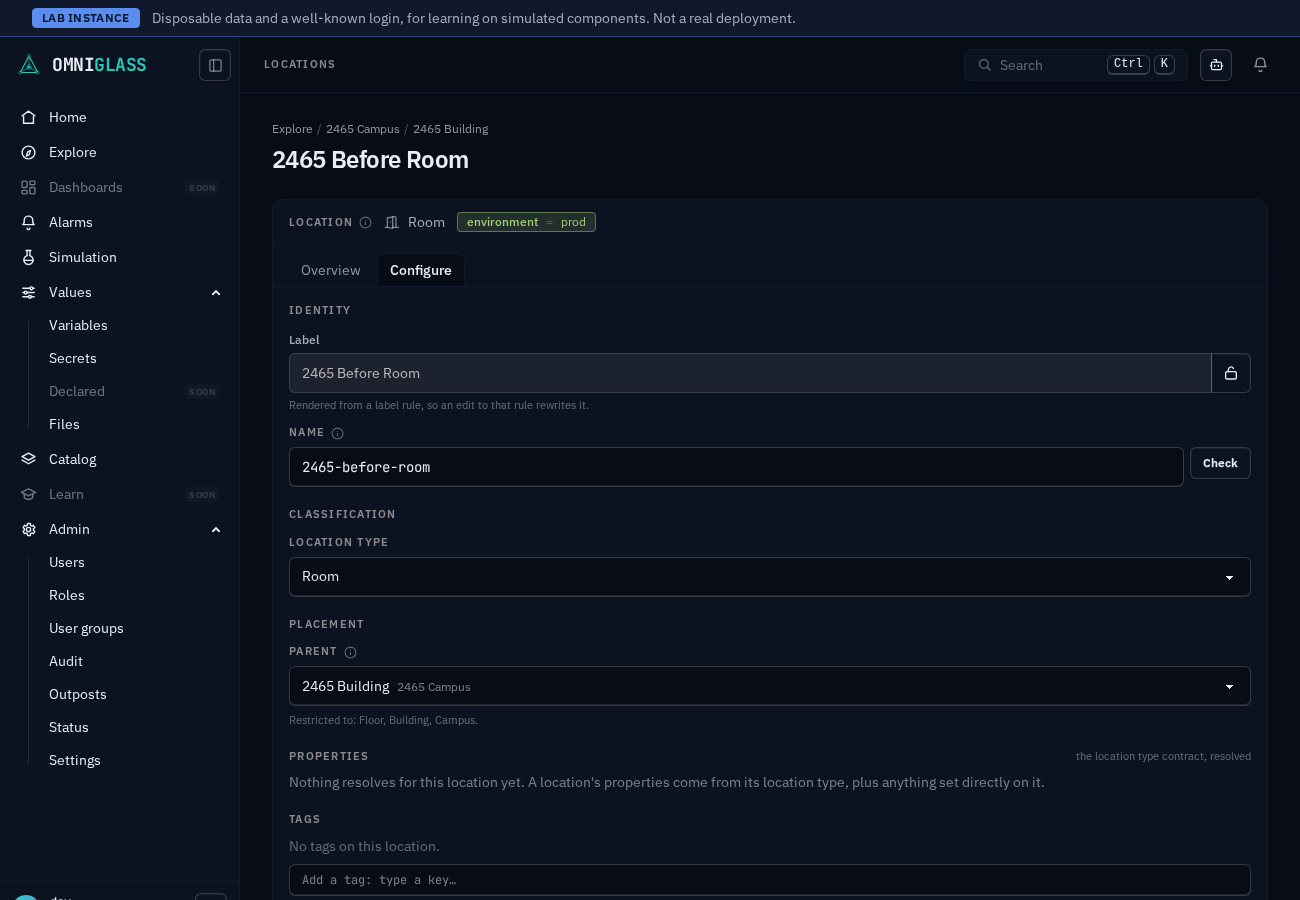 LAB INSTANCE Disposable data and a well-known login, for learning on simulated components. Not a real deployment.
OMNIGLASS
LOCATIONS
Search Ctrl K
Home
Explore
Dashboards SOON
Alarms
Simulation
Values
Variables
Secrets
Declared SOON
Files
Catalog
Learn SOON
Admin
Users
Roles
User groups
Audit
Outposts
Status
Settings
Explore / 2465 Campus / 2465 Building
2465 Before Room
LOCATION Room environment = prod
Overview Configure
IDENTITY
Label
2465 Before Room
Rendered from a label rule, so an edit to that rule rewrites it.
NAME
2465-before-room Check
CLASSIFICATION
LOCATION TYPE
Room
PLACEMENT
PARENT
2465 Building 2465 Campus
Restricted to: Floor, Building, Campus.
PROPERTIES the location type contract, resolved
Nothing resolves for this location yet. A location's properties come from its location type, plus anything set directly on it.
TAGS
No tags on this location.
Add a tag: type a key…